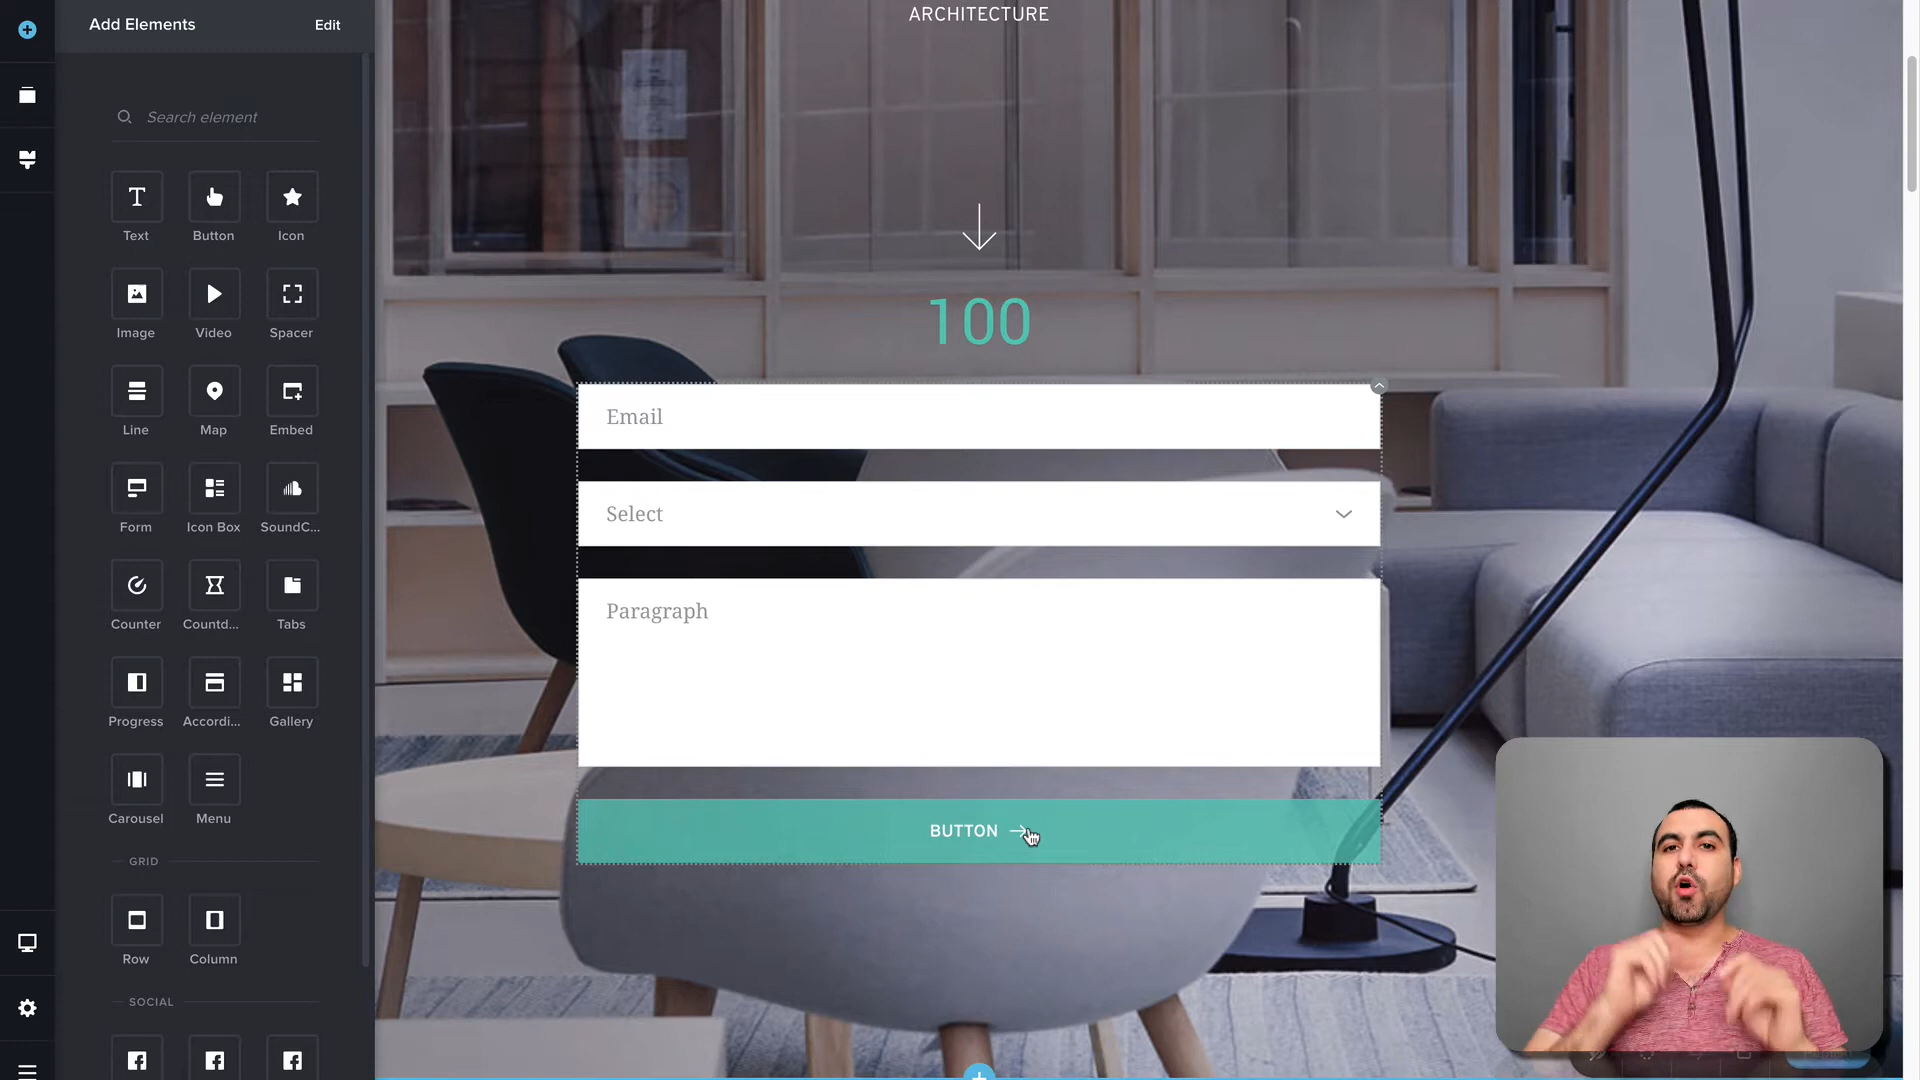 Add Elements
Edit
Search element
Text
Button
Icon
Image
Video
Spacer
Line
Map
Embed
Form
Icon Box
SoundC...
Counter
Countd...
Tabs
Progress
Accordi...
Gallery
Carousel
Menu
GRID
Row
Column
SOCIAL
ARCHITECTURE
100
Email
Select
Paragraph
BUTTON